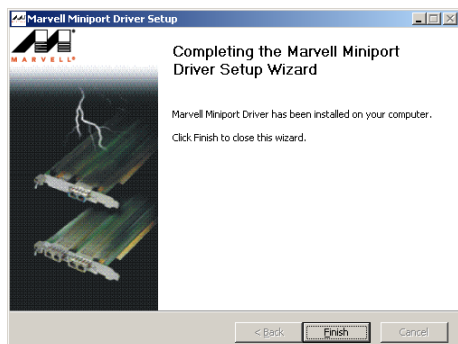 Marvell Miniport Driver Setup
MARVELL®
Completing the Marvell Miniport
Driver Setup Wizard
Marvell Miniport Driver has been installed on your computer.
Click Finish to close this wizard.
< Back
Finish
Cancel